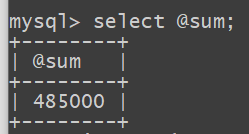 mysql> select @sum;
+--------+
| @sum   |
+--------+
| 485000 |
+--------+